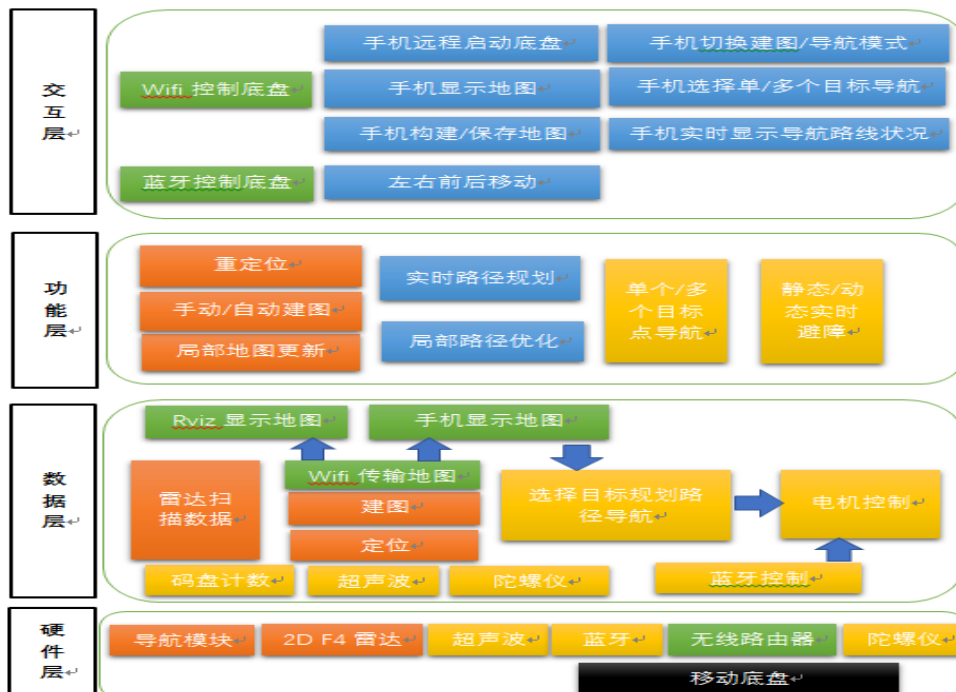 交互层
手机远程启动底盘
手机切换建图/导航模式
Wifi 控制底盘
手机显示地图
手机选择单/多个目标导航
手机构建/保存地图
手机实时显示导航路线状况
蓝牙控制底盘
左右前后移动
功能层
重定位
手动/自动建图
局部地图更新
实时路径规划
局部路径优化
单个/多
个目标
点导航
静态/动
态实时
避障
数据层
Rviz 显示地图
手机显示地图
雷达扫
描数据
Wifi 传输地图
建图
定位
选择目标规划路
径导航
电机控制
码盘计数
超声波
陀螺仪
蓝牙控制
硬件层
导航模块
2D F4 雷达
超声波
蓝牙
无线路由器
陀螺仪
移动底盘